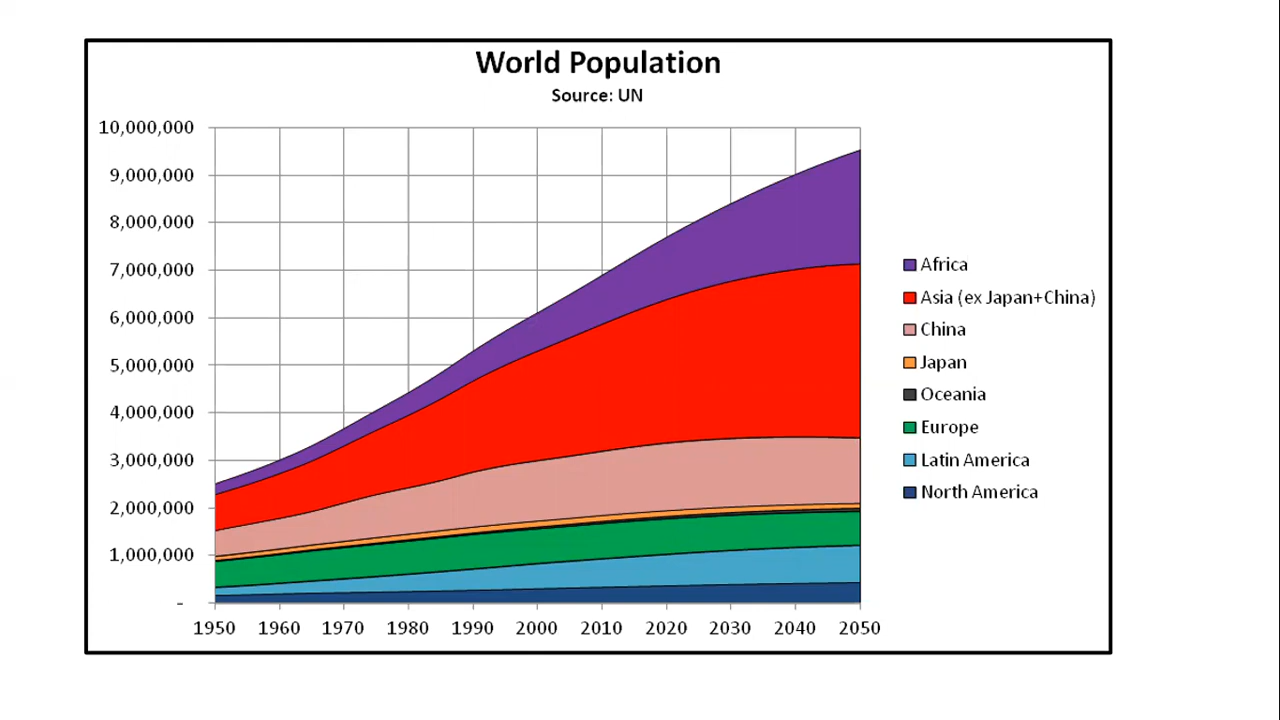 World Population
Source: UN
10,000,000
9,000,000
8,000,000
7,000,000
6,000,000
5,000,000
4,000,000
3,000,000
2,000,000
1,000,000
-
1950 1960 1970 1980 1990 2000 2010 2020 2030 2040 2050
Africa
Asia (ex Japan+China)
China
Japan
Oceania
Europe
Latin America
North America